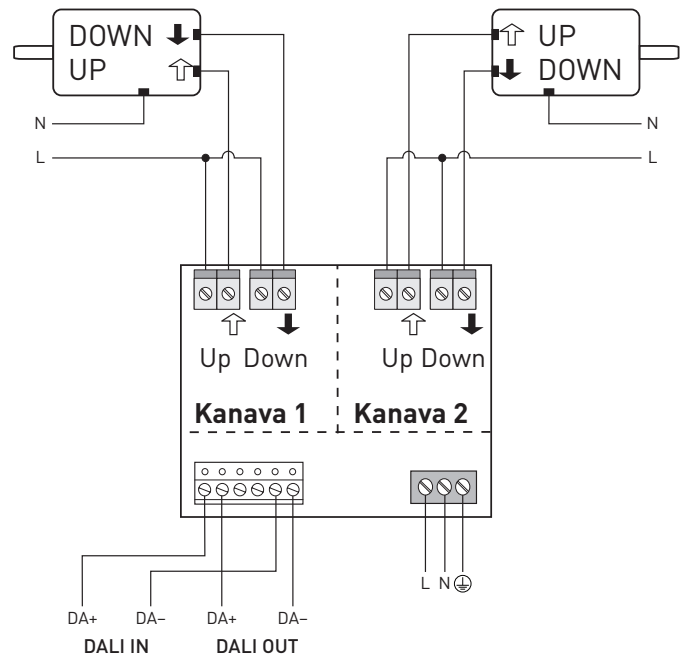 DOWN
UP
UP
DOWN
N
N
L
L
Up Down
Up Down
Kanava 1
Kanava 2
L N
DA+ DA– DA+ DA–
DALI IN DALI OUT